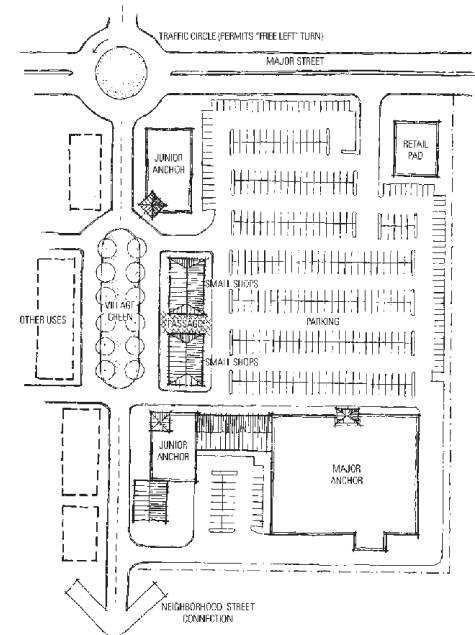 TRAFFIC CIRCLE (PERMITS "FREE LEFT" TURN)
MAJOR STREET
JUNIOR
ANCHOR
RETAIL
PAD
SMALL SHOPS
VILLAGE
GREEN
OTHER USES
PASSAGE
PARKING
SMALL SHOPS
JUNIOR
ANCHOR
MAJOR
ANCHOR
NEIGHBORHOOD STREET
CONNECTION